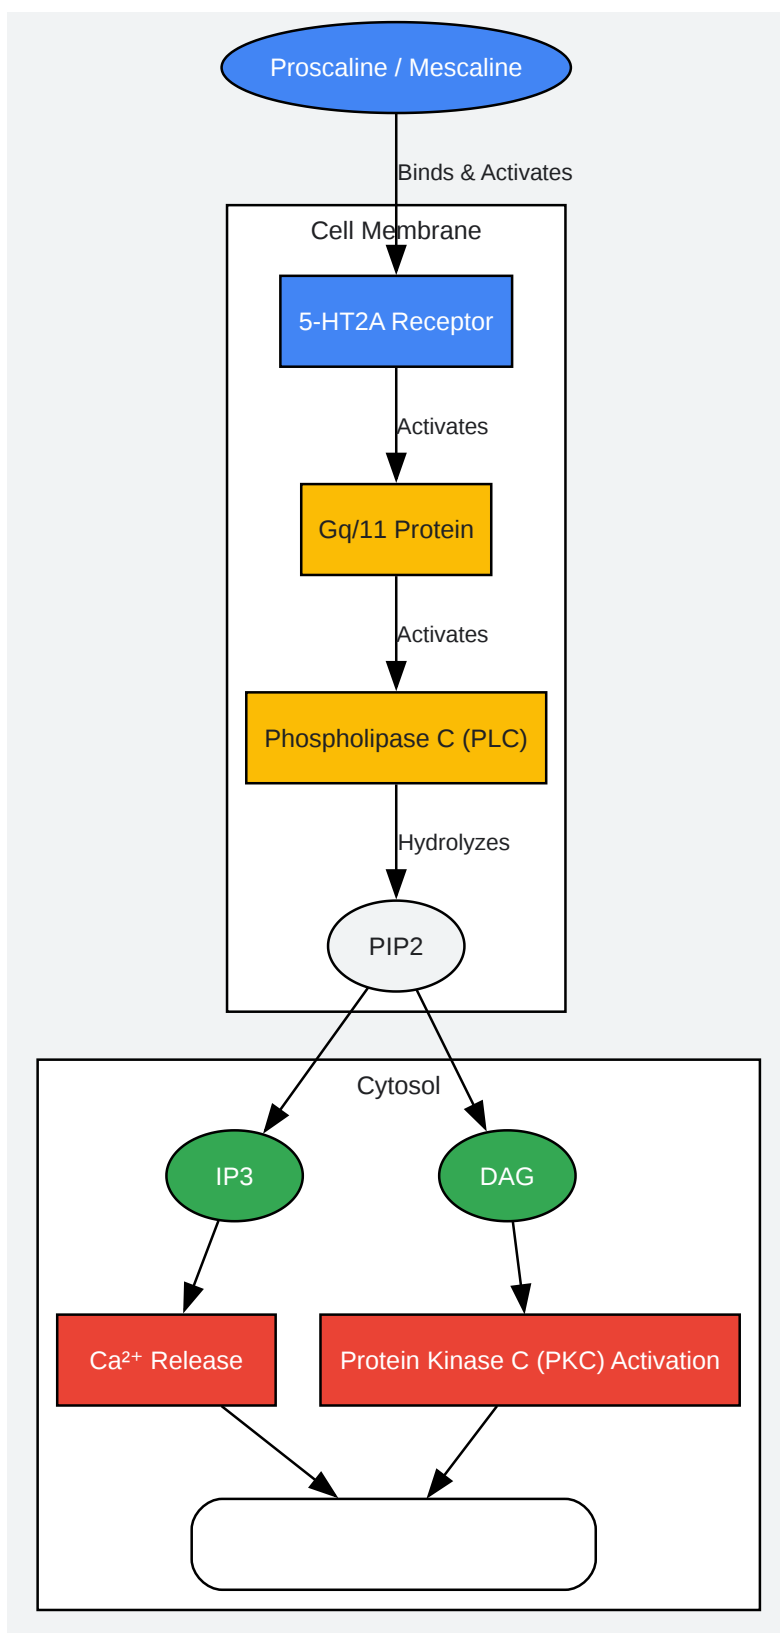 Proscaline / Mescaline
Binds & Activates
Cell Membrane
5-HT2A Receptor
Activates
Gq/11 Protein
Activates
Phospholipase C (PLC)
Hydrolyzes
PIP2
Cytosol
IP3
DAG
Ca²⁺ Release
Protein Kinase C (PKC) Activation